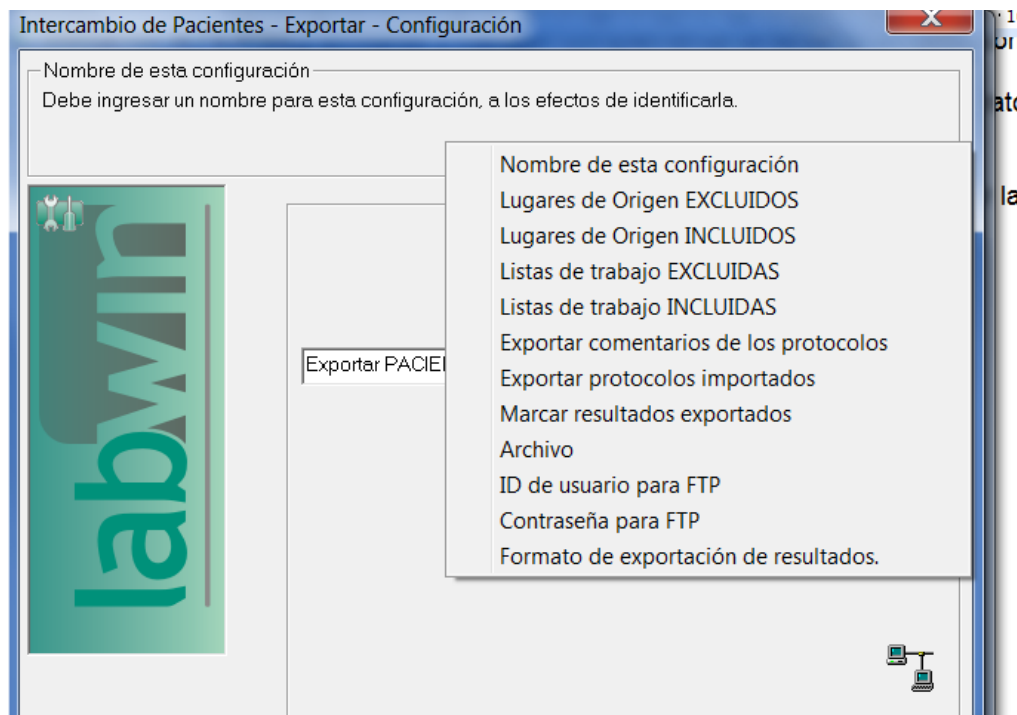 Intercambio de Pacientes - Exportar - Configuración
Nombre de esta configuración
Debe ingresar un nombre para esta configuración, a los efectos de identificarla.
Nombre de esta configuración
Lugares de Origen EXCLUIDOS
Lugares de Origen INCLUIDOS
Listas de trabajo EXCLUIDAS
Listas de trabajo INCLUIDAS
Exportar comentarios de los protocolos
Exportar PACIE
Exportar protocolos importados
Marcar resultados exportados
Archivo
ID de usuario para FTP
Contraseña para FTP
Formato de exportación de resultados.
labwin
la